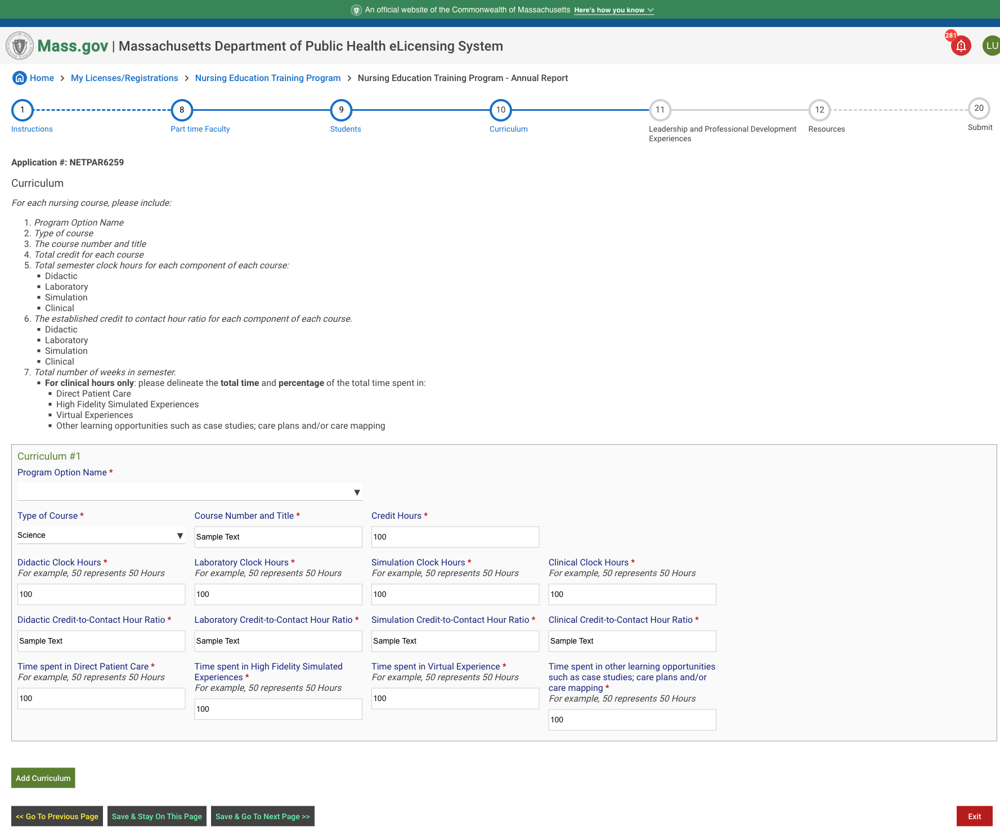 An official website of the Commonwealth of Massachusetts Here's how you know
Mass.gov | Massachusetts Department of Public Health eLicensing System
281
LU
Home > My Licenses/Registrations > Nursing Education Training Program > Nursing Education Training Program - Annual Report
1 8 9 10 11 12 20
Instructions Part time Faculty Students Curriculum Leadership and Professional Development Experiences Resources Submit
Application #: NETPAR6259
Curriculum
For each nursing course, please include:
1. Program Option Name
2. Type of course
3. The course number and title
4. Total credit for each course
5. Total semester clock hours for each component of each course:
▪ Didactic
▪ Laboratory
▪ Simulation
▪ Clinical
6. The established credit to contact hour ratio for each component of each course.
▪ Didactic
▪ Laboratory
▪ Simulation
▪ Clinical
7. Total number of weeks in semester.
▪ For clinical hours only: please delineate the total time and percentage of the total time spent in:
▪ Direct Patient Care
▪ High Fidelity Simulated Experiences
▪ Virtual Experiences
▪ Other learning opportunities such as case studies; care plans and/or care mapping
Curriculum #1
Program Option Name *
Type of Course * Course Number and Title * Credit Hours *
Science Sample Text 100
Didactic Clock Hours * Laboratory Clock Hours * Simulation Clock Hours * Clinical Clock Hours *
For example, 50 represents 50 Hours For example, 50 represents 50 Hours For example, 50 represents 50 Hours For example, 50 represents 50 Hours
100 100 100 100
Didactic Credit-to-Contact Hour Ratio * Laboratory Credit-to-Contact Hour Ratio * Simulation Credit-to-Contact Hour Ratio * Clinical Credit-to-Contact Hour Ratio *
Sample Text Sample Text Sample Text Sample Text
Time spent in Direct Patient Care *
For example, 50 represents 50 Hours
100
Time spent in High Fidelity Simulated
Experiences *
For example, 50 represents 50 Hours
100
Time spent in Virtual Experience *
For example, 50 represents 50 Hours
100
Time spent in other learning opportunities
such as case studies; care plans and/or
care mapping *
For example, 50 represents 50 Hours
100
Add Curriculum
<< Go To Previous Page Save & Stay On This Page Save & Go To Next Page >> Exit